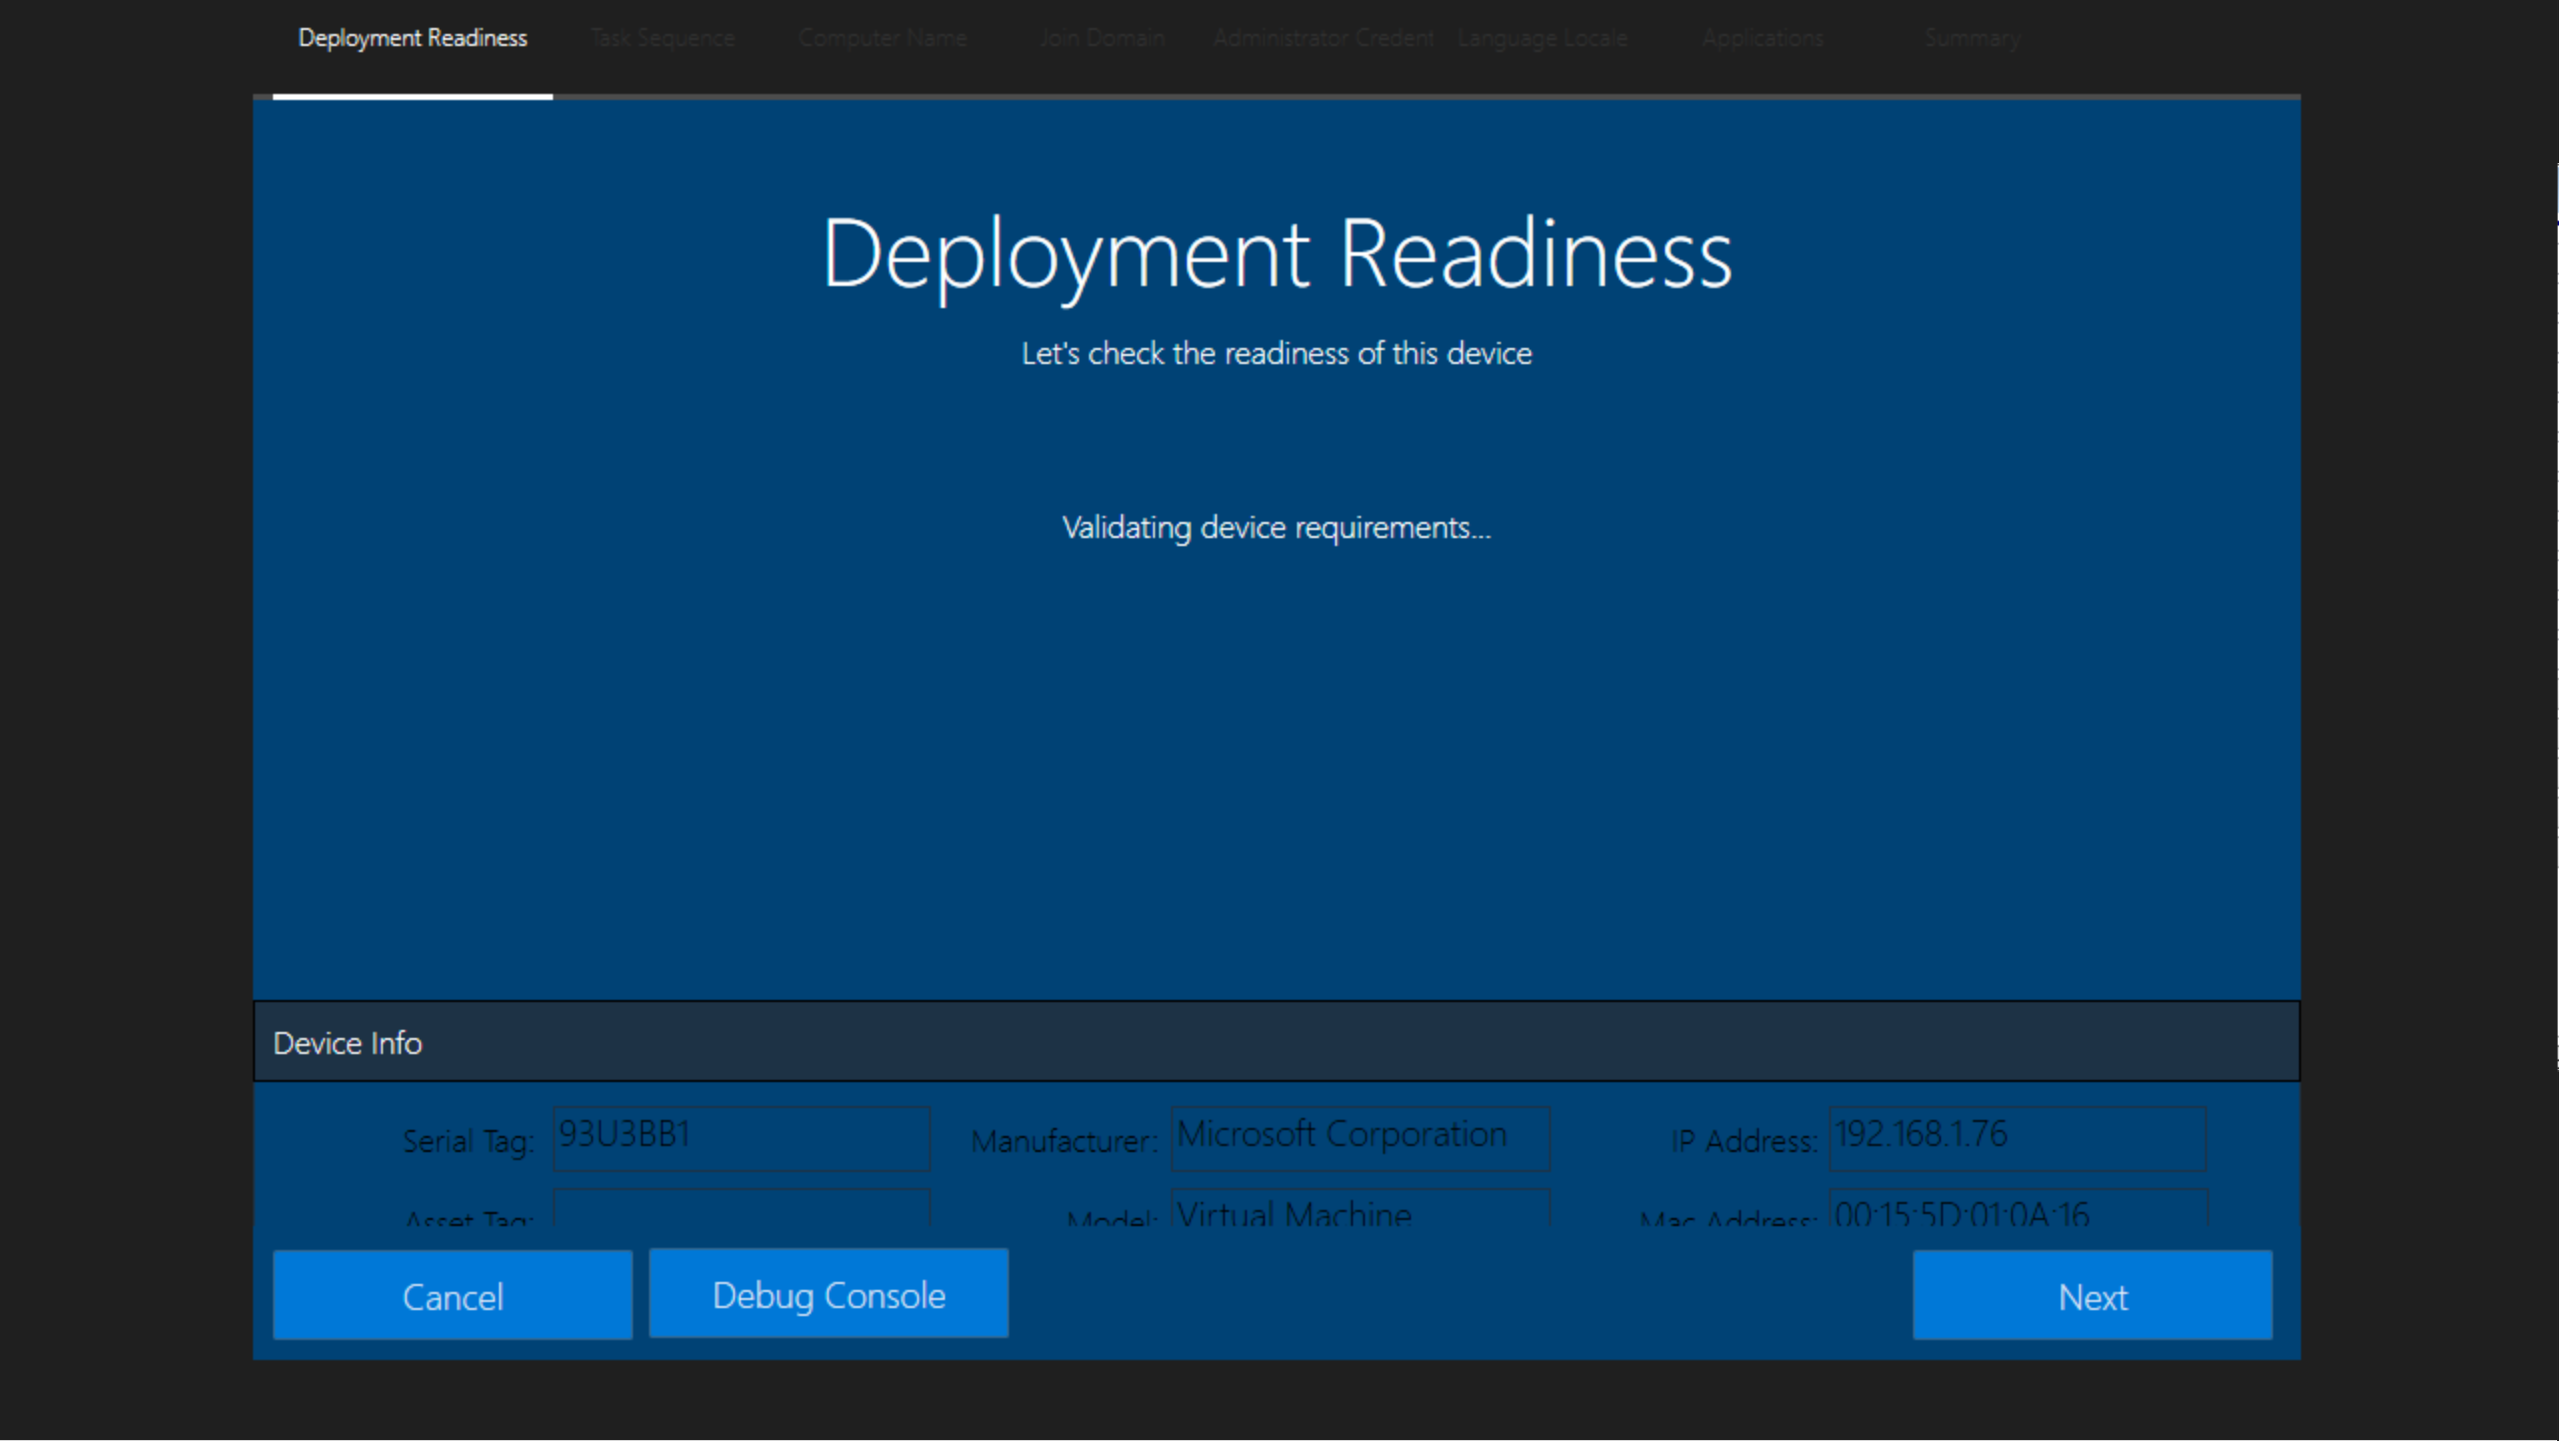 Deployment Readiness Task Sequence Computer Name Join Domain Administrator Credent Language Locale Applications Summary
Deployment Readiness
Let's check the readiness of this device
Validating device requirements...
Device Info
Serial Tag: 93U3BB1 Manufacturer: Microsoft Corporation IP Address: 192.168.1.76
Asset Tag: Model: Virtual Machine Mac Address: 00:15:5D:01:0A:16
Cancel Debug Console Next